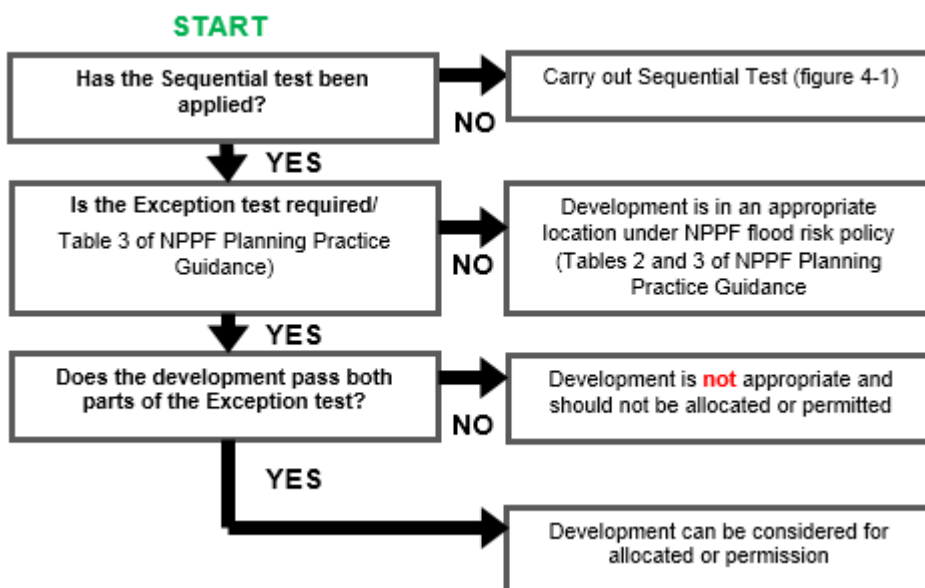 START
Has the Sequential test been
applied?
NO
Carry out Sequential Test (figure 4-1)
YES
Is the Exception test required/
Table 3 of NPPF Planning Practice
Guidance)
NO
Development is in an appropriate
location under NPPF flood risk policy
(Tables 2 and 3 of NPPF Planning
Practice Guidance
YES
Does the development pass both
parts of the Exception test?
NO
Development is not appropriate and
should not be allocated or permitted
YES
Development can be considered for
allocated or permission